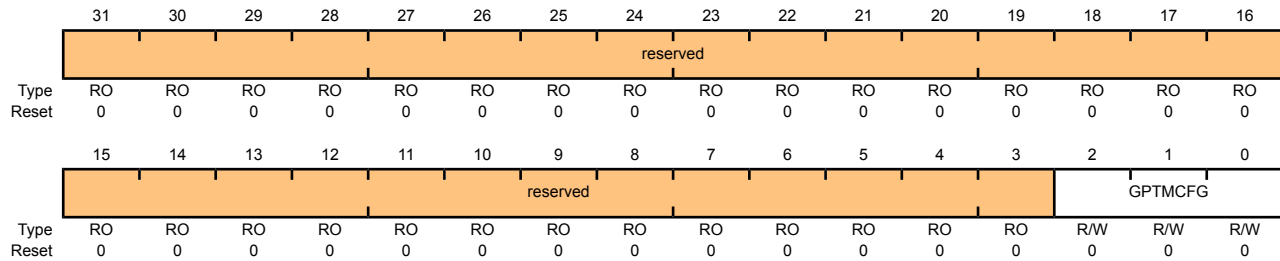 31 30 29 28 27 26 25 24 23 22 21 20 19 18 17 16
reserved
Type RO RO RO RO RO RO RO RO RO RO RO RO RO RO RO RO
Reset 0 0 0 0 0 0 0 0 0 0 0 0 0 0 0 0
15 14 13 12 11 10 9 8 7 6 5 4 3 2 1 0
reserved GPTMCFG
Type RO RO RO RO RO RO RO RO RO RO RO RO RO R/W R/W R/W
Reset 0 0 0 0 0 0 0 0 0 0 0 0 0 0 0 0